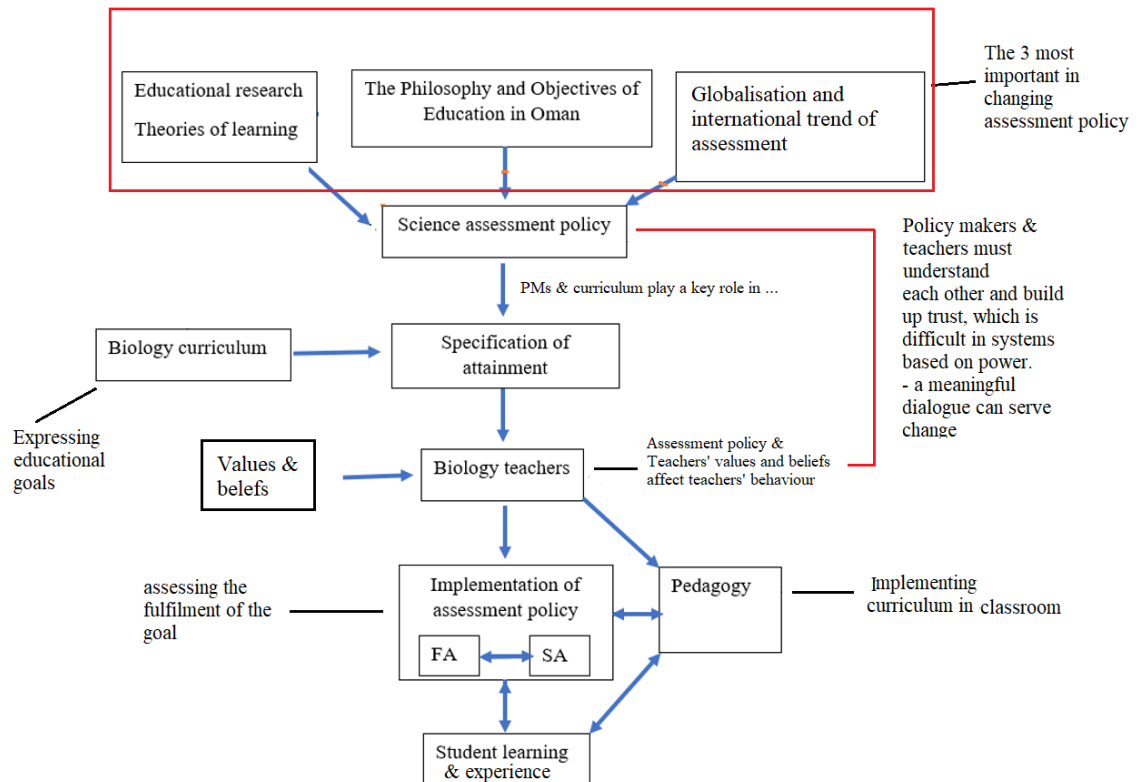 Educational research
Theories of learning
The Philosophy and Objectives of
Education in Oman
Globalisation and
international trend of
assessment
The 3 most
important in
changing
assessment policy
Science assessment policy
PMs & curriculum play a key role in ...
Policy makers &
teachers must
understand
each other and build
up trust, which is
difficult in systems
based on power.
- a meaningful
dialogue can serve
change
Biology curriculum
Specification of
attainment
Expressing
educational
goals
Values &
belefs
Biology teachers
Assessment policy &
Teachers' values and beliefs
affect teachers' behaviour
assessing the
fulfilment of the
goal
Implementation of
assessment policy
FA
SA
Pedagogy
Implementing
curriculum in classroom
Student learning
& experience